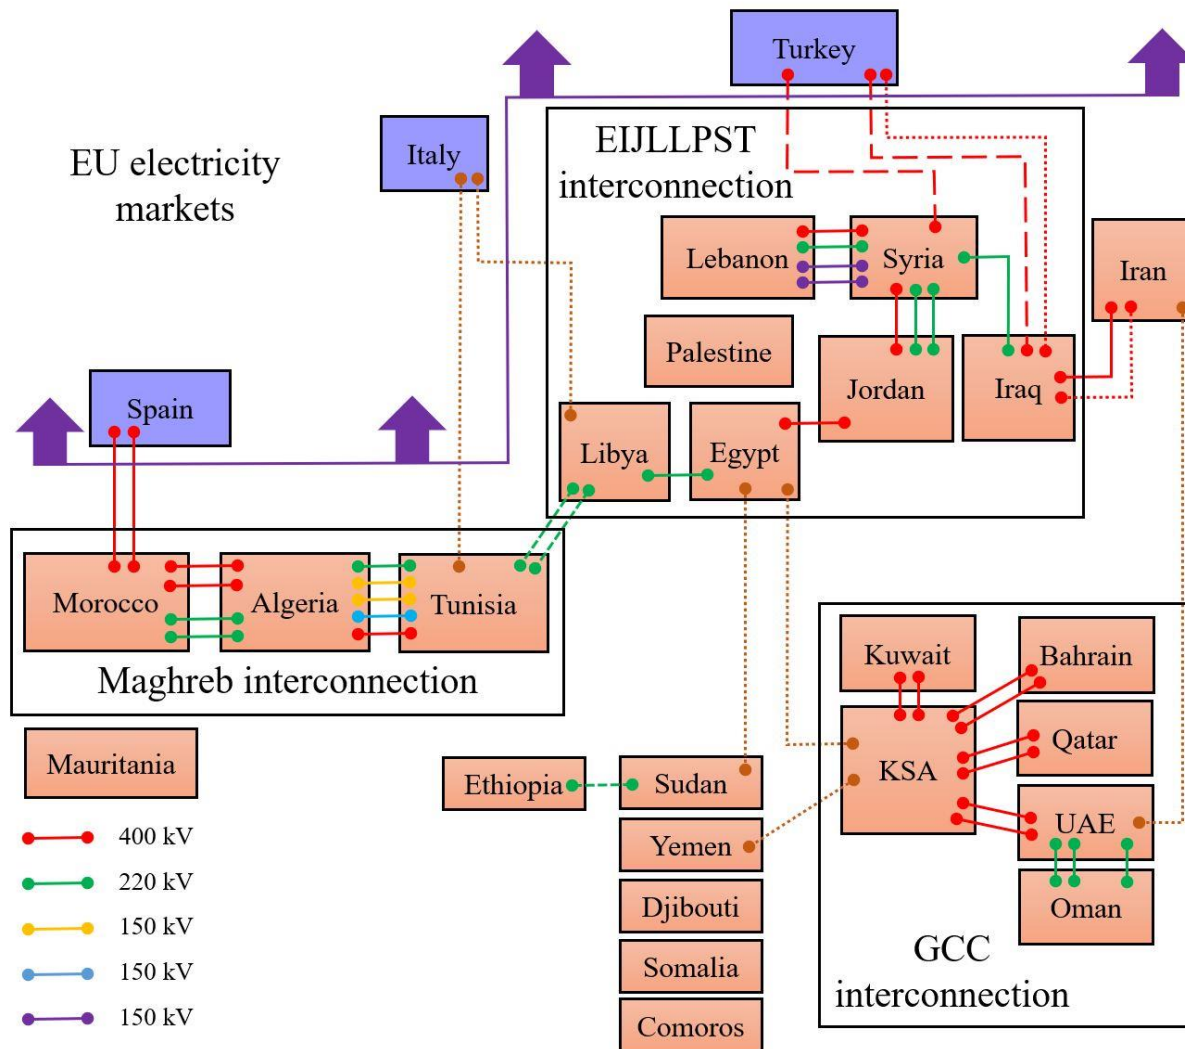 Turkey
EU electricity
markets
Italy
EIJLLPST
interconnection
Lebanon
Syria
Iran
Palestine
Jordan
Iraq
Spain
Libya
Egypt
Morocco
Algeria
Tunisia
Maghreb interconnection
Mauritania
Kuwait
Bahrain
KSA
Qatar
UAE
Oman
GCC
interconnection
Ethiopia
Sudan
Yemen
Djibouti
Somalia
Comoros
400 kV
220 kV
150 kV
150 kV
150 kV